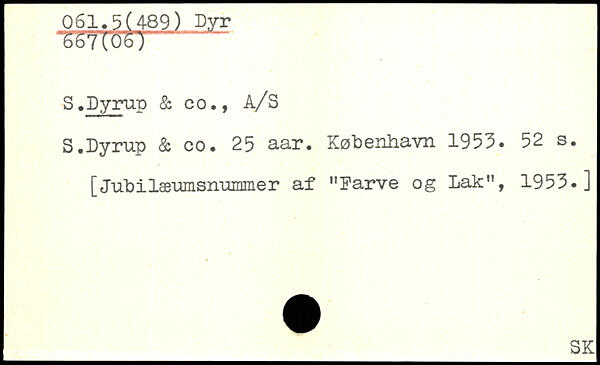 061.5(489) Dyr
667(06)
S.Dyrup & co., A/S
S.Dyrup & co. 25 aar. København 1953. 52 s.
[Jubilæumsnummer af "Farve og Lak", 1953.]
SK